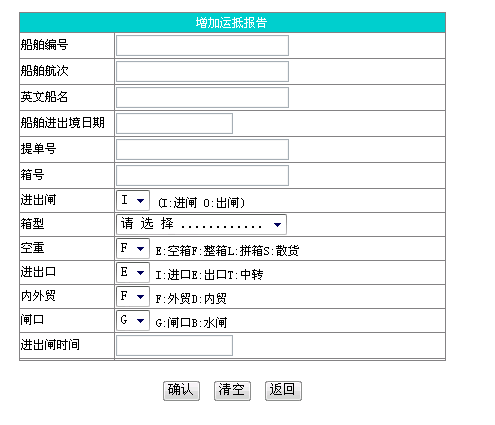 增加运抵报告
船舶编号
船舶航次
英文船名
船舶进出境日期
提单号
箱号
进出闸 I (I:进闸 O:出闸)
箱型 请 选 择 ............
空重 F E:空箱F:整箱L:拼箱S:散货
进出口 E I:进口E:出口T:中转
内外贸 F F:外贸D:内贸
闸口 G G:闸口B:水闸
进出闸时间
确认 清空 返回